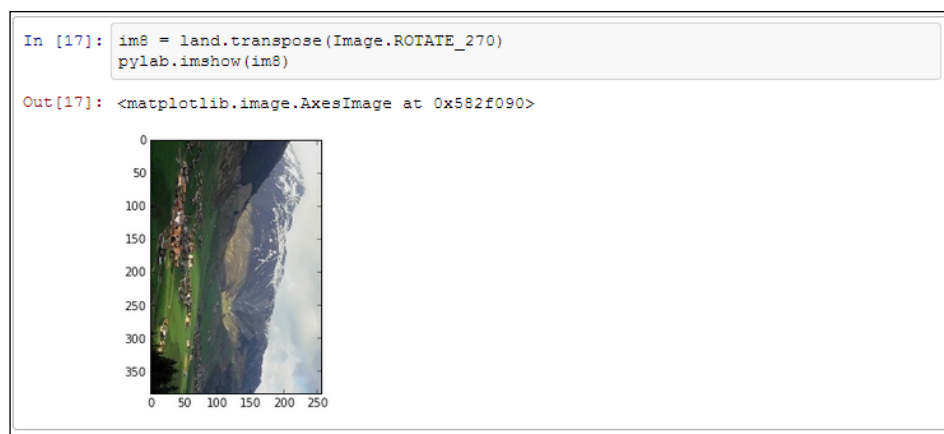 In [17]: im8 = land.transpose(Image.ROTATE_270)
pylab.imshow(im8)
Out[17]: <matplotlib.image.AxesImage at 0x582f090>
0
50
100
150
200
250
300
350
0 50 100 150 200 250